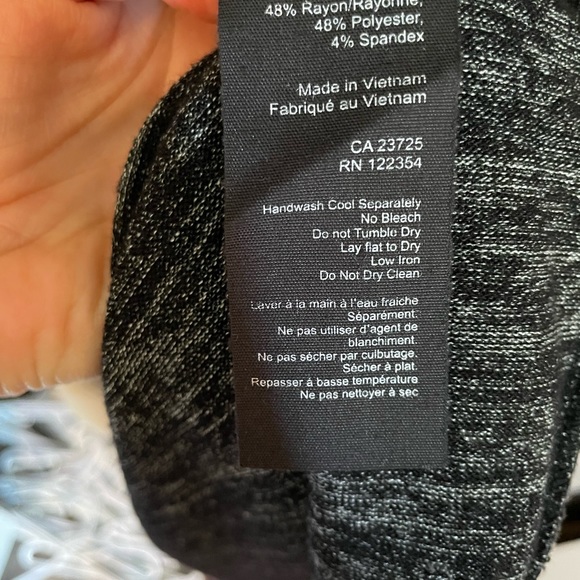 48% Rayon/Rayonne,
48% Polyester,
4% Spandex
Made in Vietnam
Fabriqué au Vietnam
CA 23725
RN 122354
Handwash Cool Separately
No Bleach
Do not Tumble Dry
Lay flat to Dry
Low Iron
Do Not Dry Clean
Laver à la main à l'eau fraiche
Séparément.
Ne pas utiliser d'agent de
blanchiment.
Ne pas sécher par culbutage.
Sécher à plat.
Repasser à basse température
Ne pas nettoyer à sec